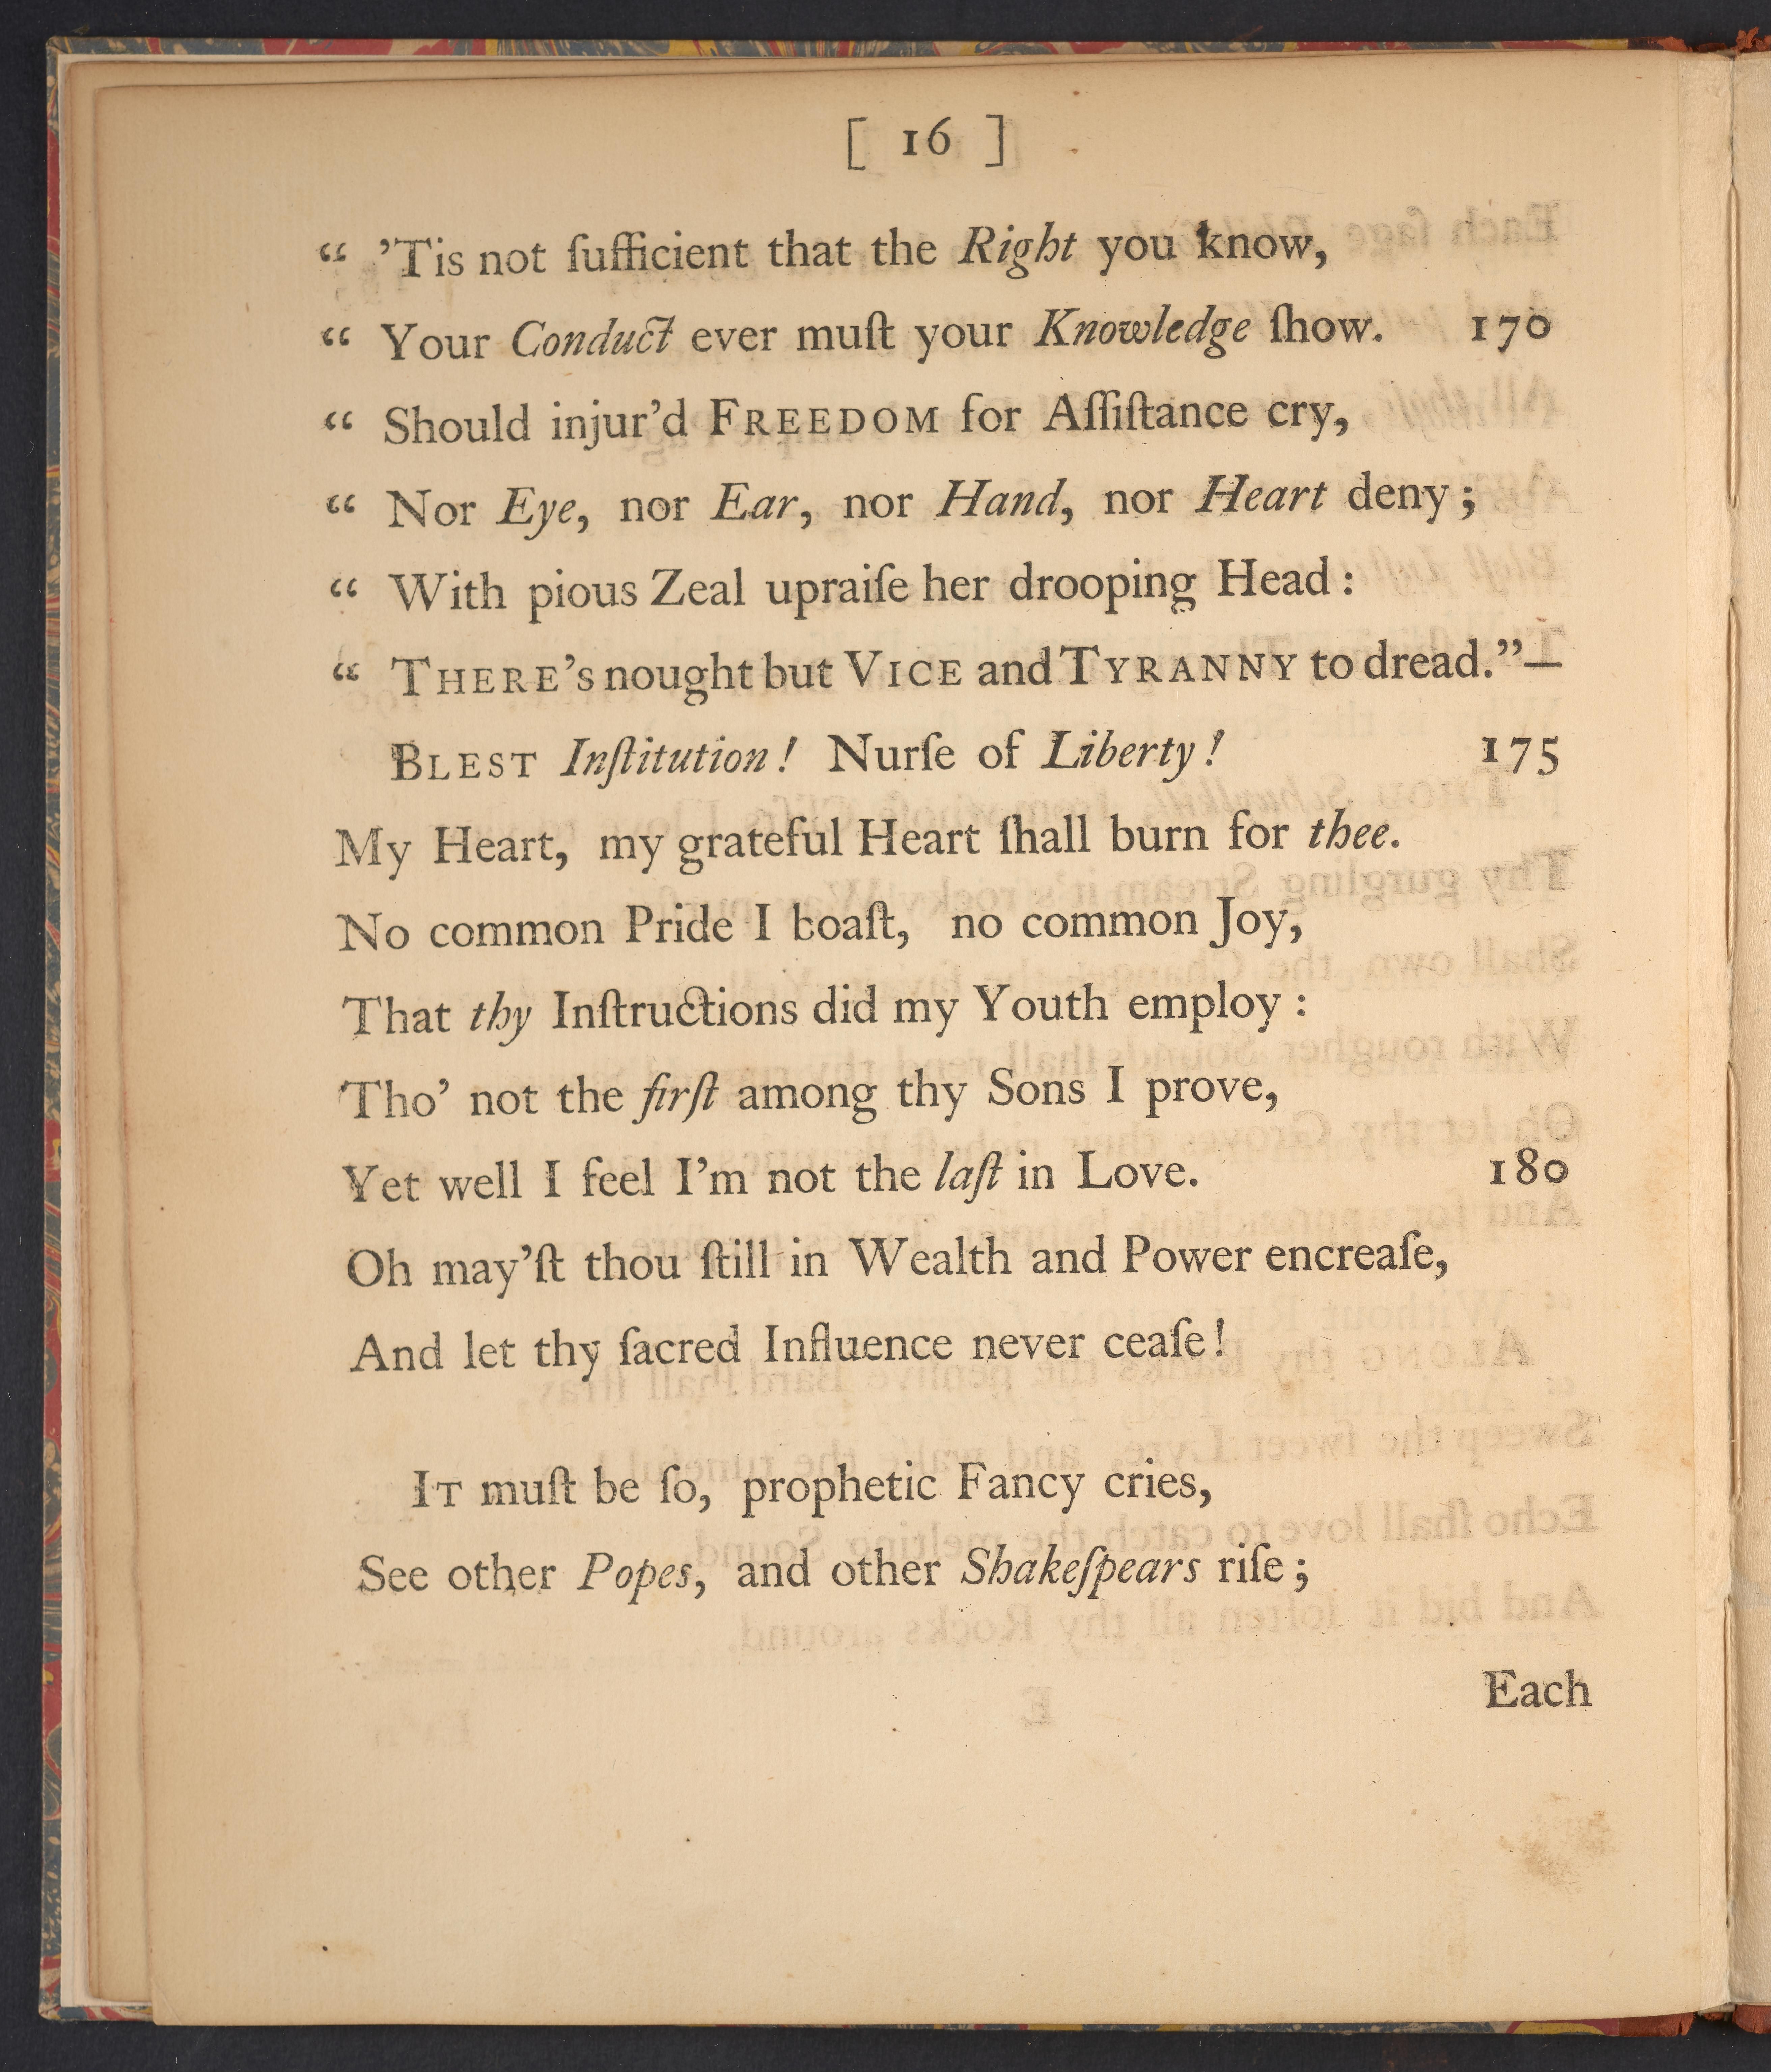 [ 16 ]
“ ’Tis not ſufficient that the Right you know,
“ Your Conduct ever muſt your Knowledge ſhow. 170
“ Should injur’d FREEDOM for Aſſiſtance cry,
“ Nor Eye, nor Ear, nor Hand, nor Heart deny;
“ With pious Zeal upraiſe her drooping Head:
“ THERE’s nought but VICE and TYRANNY to dread.”—
BLEST Inſtitution! Nurſe of Liberty! 175
My Heart, my grateful Heart ſhall burn for thee.
No common Pride I boaſt, no common Joy,
That thy Inſtructions did my Youth employ:
Tho’ not the firſt among thy Sons I prove,
Yet well I feel I’m not the laſt in Love. 180
Oh may’ſt thou ſtill in Wealth and Power encreaſe,
And let thy ſacred Influence never ceaſe!
IT muſt be ſo, prophetic Fancy cries,
See other Popes, and other Shakeſpears riſe;
Each